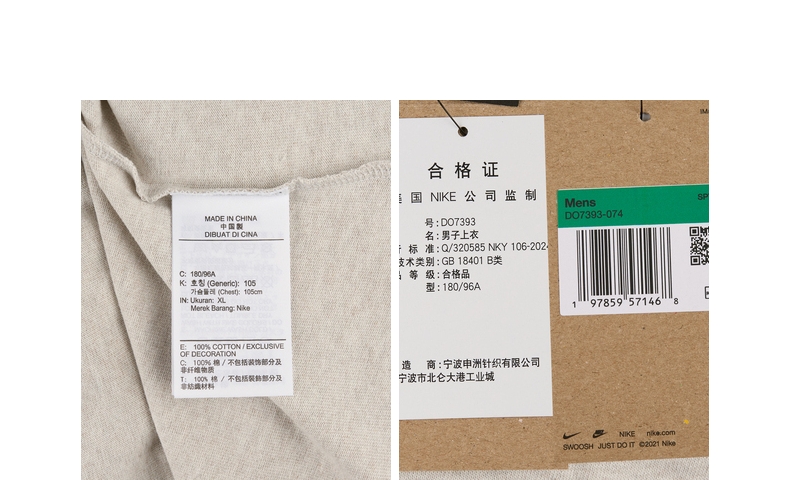 MADE IN CHINA
中国製
DIBUAT DI CINA
C: 180/96A
K: 호칭 (Generic): 105
가슴둘레 (Chest): 105cm
IN: Ukuran: XL
Merek Barang: Nike
E: 100% COTTON / EXCLUSIVE
OF DECORATION
C: 100% 棉 / 不包括装饰部分及
非纤维物质
T: 100% 棉 / 不包括裝飾部分及
非紡織材料
合格证
国 NIKE 公司监制
号: DO7393
名: 男子上衣
标准: Q/320585 NKY 106-202
技术类别: GB 18401 B类
等级: 合格品
型: 180/96A
造商: 宁波申洲针织有限公司
宁波市北仑大港工业城
Mens
SP
DO7393-074
1 97859 57146 8
NIKE nike.com
SWOOSH JUST DO IT ©2021 Nike